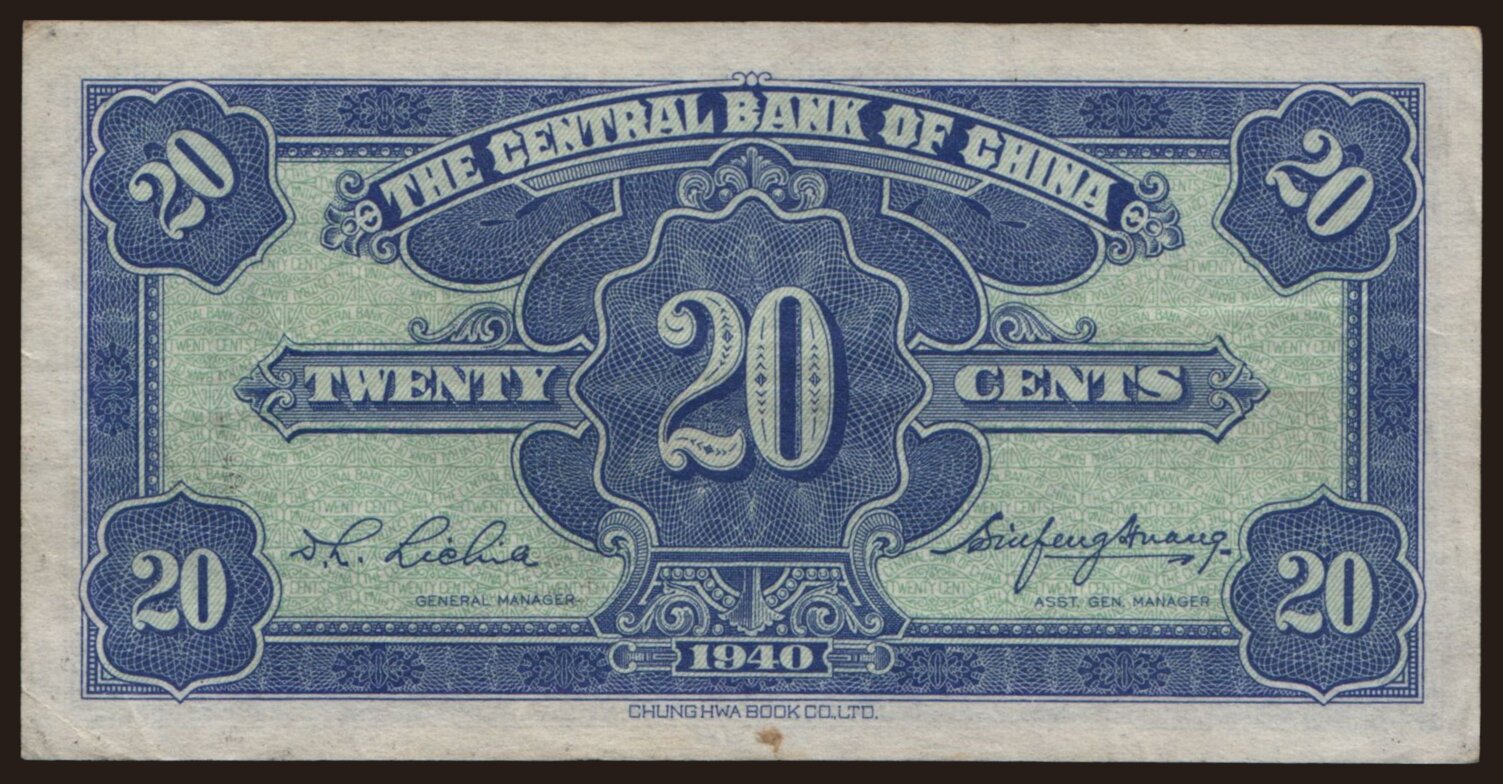 THE CENTRAL BANK OF CHINA
20
20
20
TWENTY
CENTS
GENERAL MANAGER
ASST. GEN. MANAGER
20
20
1940
CHUNG HWA BOOK CO., LTD.